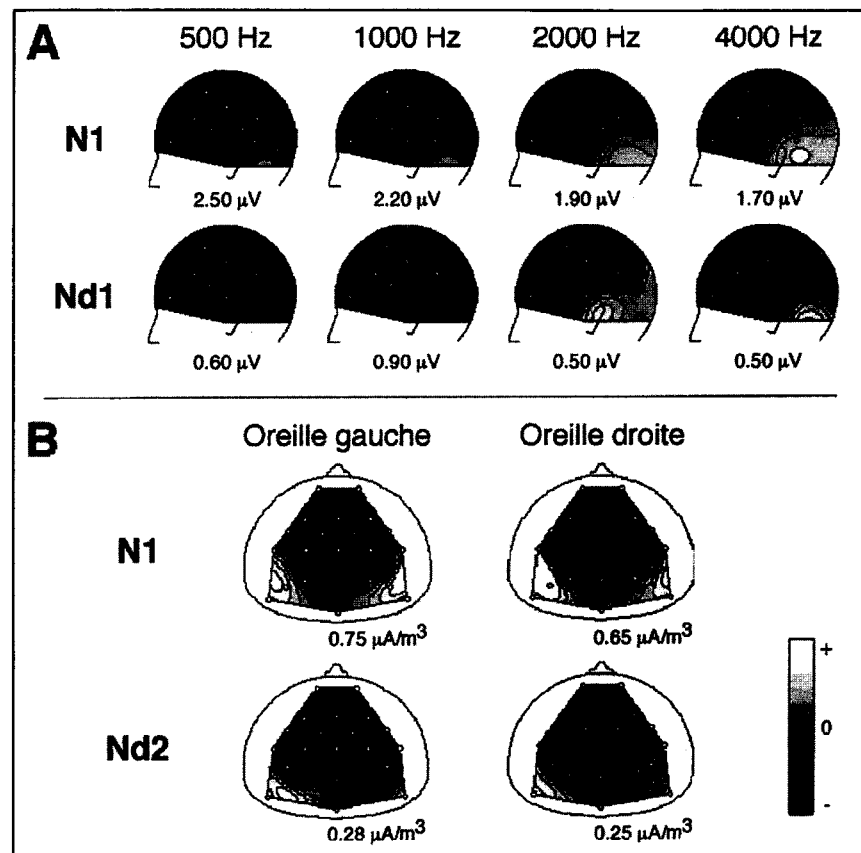 A
500 Hz 1000 Hz 2000 Hz 4000 Hz
N1
2.50 µV 2.20 µV 1.90 µV 1.70 µV
Nd1
0.60 µV 0.90 µV 0.50 µV 0.50 µV
B
Oreille gauche Oreille droite
N1
0.75 µA/m³ 0.65 µA/m³
+
0
-
Nd2
0.28 µA/m³ 0.25 µA/m³